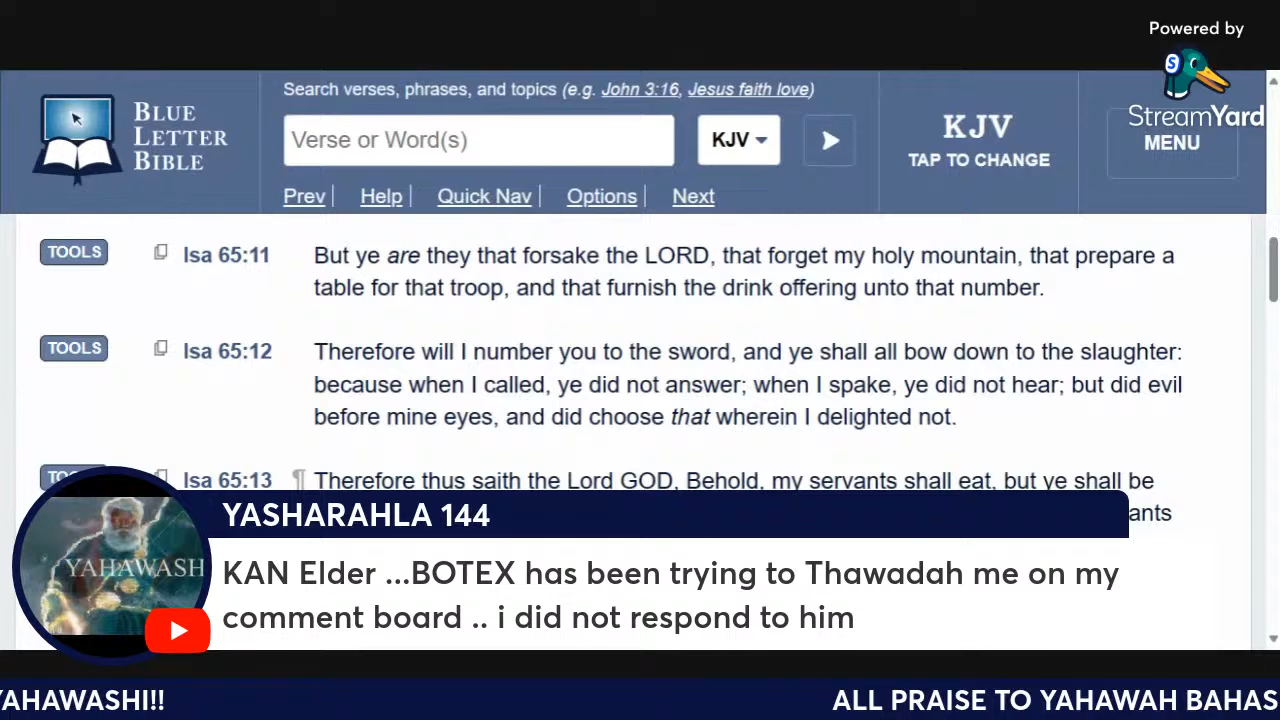 Powered by
StreamYard
BLUE
LETTER
BIBLE
Search verses, phrases, and topics (e.g. John 3:16, Jesus faith love)
Verse or Word(s)
KJV
KJV
TAP TO CHANGE
MENU
Prev
Help
Quick Nav
Options
Next
TOOLS Isa 65:11 But ye are they that forsake the LORD, that forget my holy mountain, that prepare a
table for that troop, and that furnish the drink offering unto that number.
TOOLS Isa 65:12 Therefore will I number you to the sword, and ye shall all bow down to the slaughter:
because when I called, ye did not answer; when I spake, ye did not hear; but did evil
before mine eyes, and did choose that wherein I delighted not.
Isa 65:13 ¶ Therefore thus saith the Lord GOD, Behold, my servants shall eat, but ye shall be
YASHARAHLA 144
YAHAWASH
KAN Elder ...BOTEX has been trying to Thawadah me on my
comment board .. i did not respond to him
YAHAWASHI!! ALL PRAISE TO YAHAWAH BAHAS